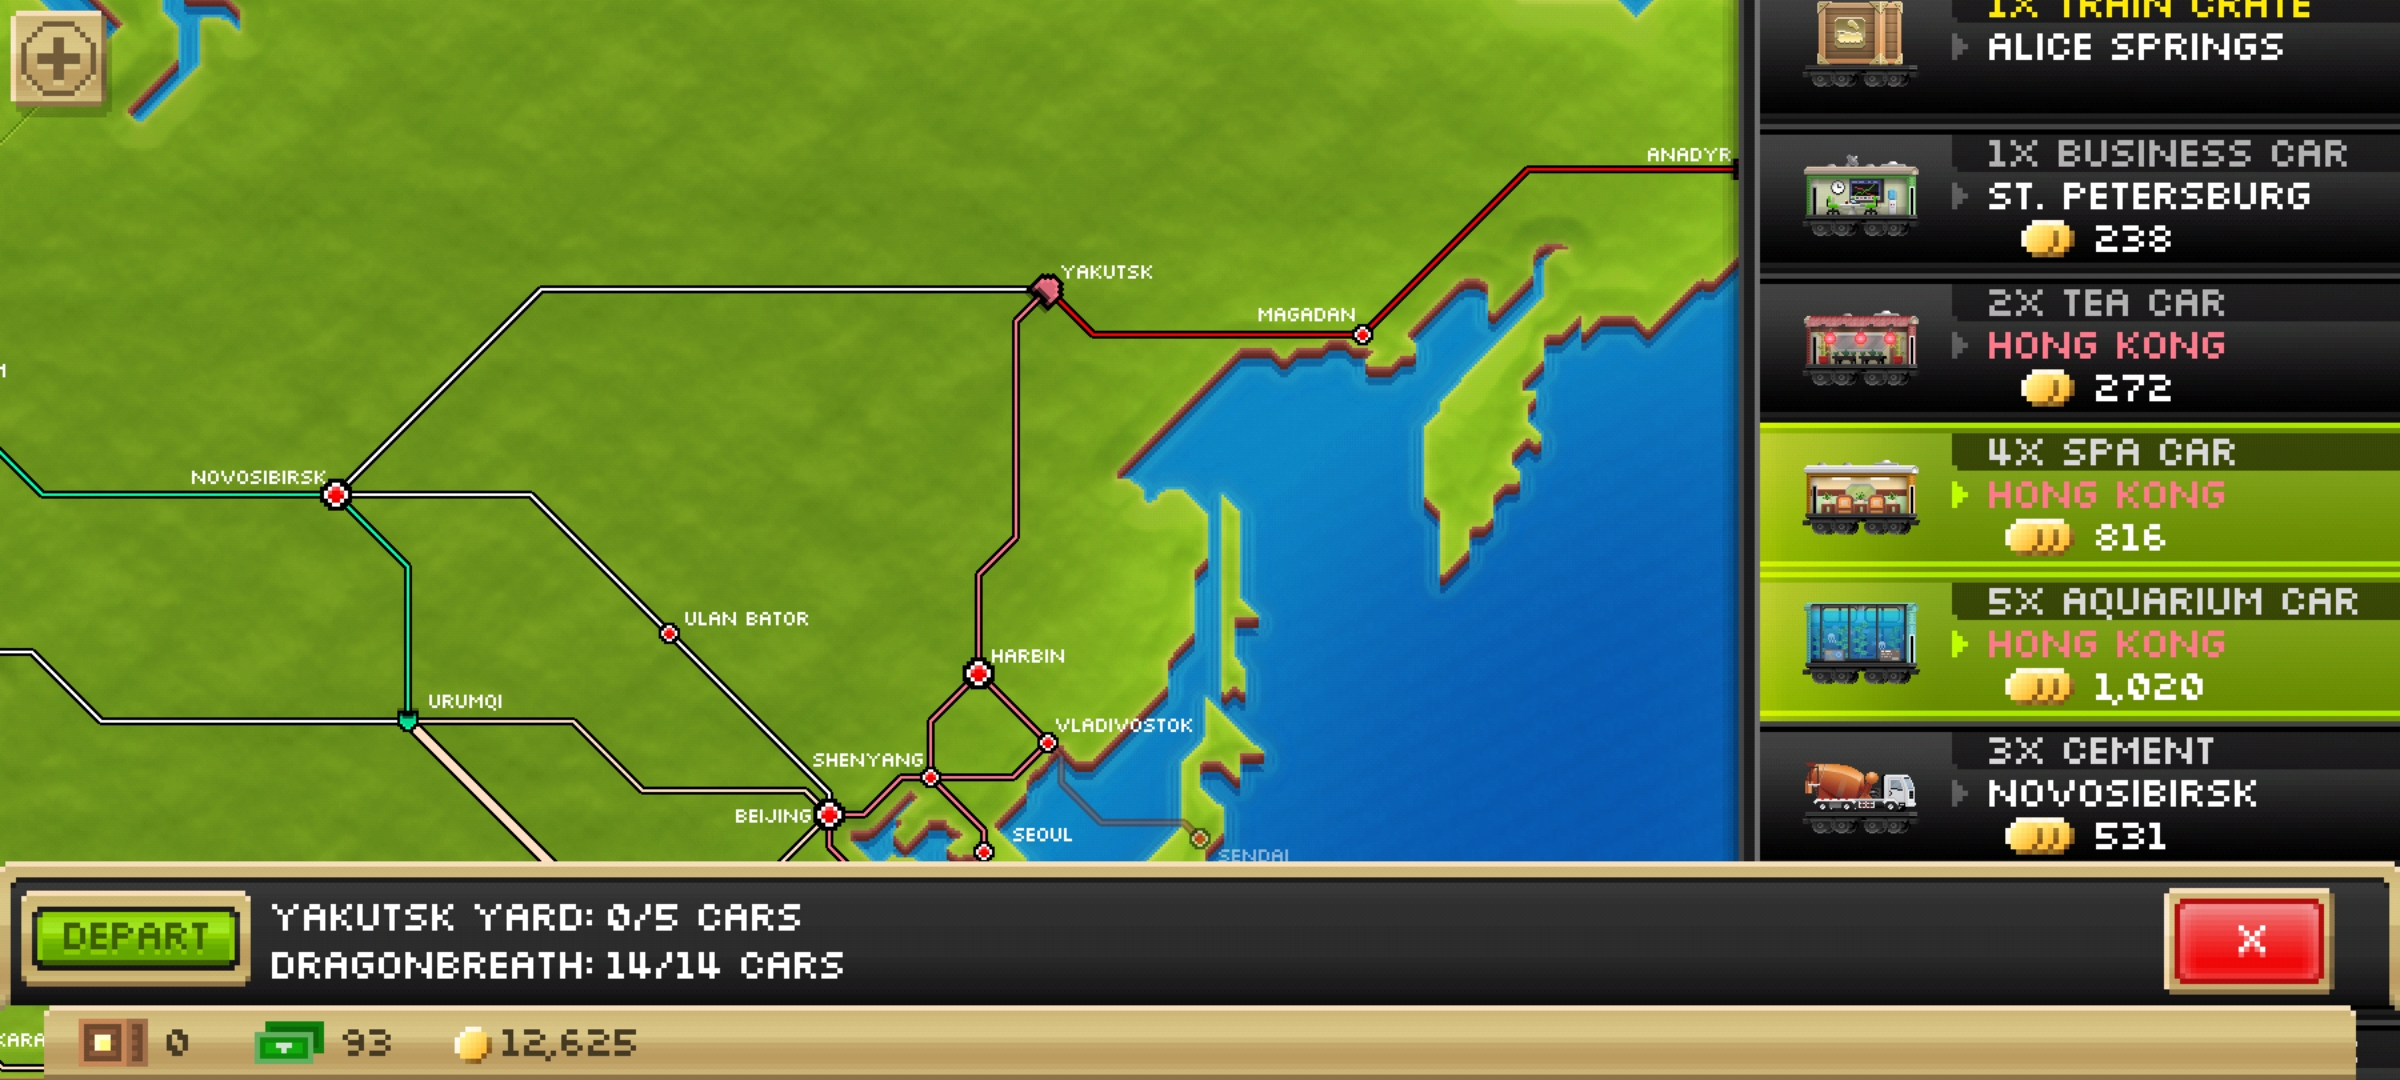 1X TRAIN CRATE
ALICE SPRINGS
1X BUSINESS CAR
ST. PETERSBURG
238
2X TEA CAR
HONG KONG
272
4X SPA CAR
HONG KONG
816
5X AQUARIUM CAR
HONG KONG
1,020
3X CEMENT
NOVOSIBIRSK
531
ANADYR
YAKUTSK
MAGADAN
NOVOSIBIRSK
ULAN BATOR
HARBIN
URUMQI
VLADIVOSTOK
SHENYANG
BEIJING
SEOUL
SENDAI
DEPART
YAKUTSK YARD: 0/5 CARS
DRAGONBREATH: 14/14 CARS
X
KARA
0
93
12,625